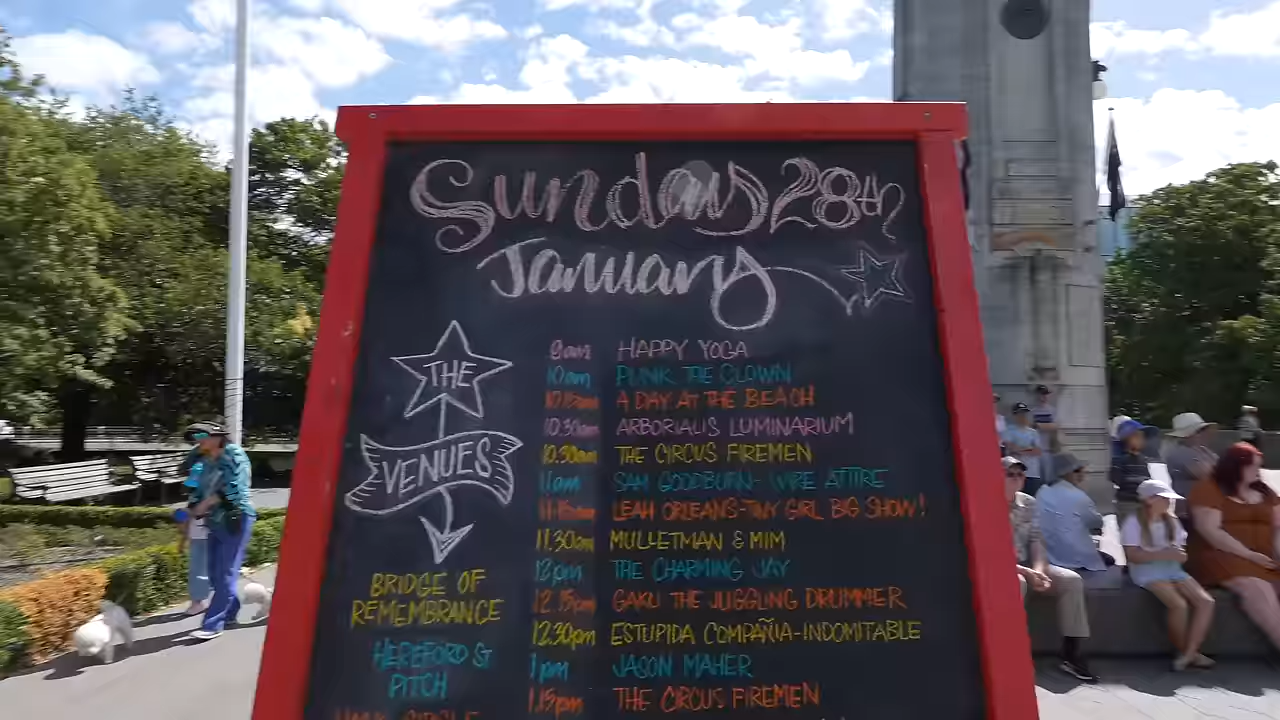 Sunday 28th
January
THE
VENUES
BRIDGE OF
REMEMBRANCE
HEREFORD ST
PITCH
9am HAPPY YOGA
10am PUNK THE CLOWN
10.15am A DAY AT THE BEACH
10.30am ARBORIALIS LUMINARIUM
10.30am THE CIRCUS FIREMEN
11am SAM GOODBURN - WIRE ATTIRE
11.15am LEAH ORLEANS - TINY GIRL BIG SHOW!
11.30am MULLETMAN & MIM
12pm THE CHARMING JAY
12.15pm GAKU THE JUGGLING DRUMMER
12.30pm ESTUPIDA COMPAÑIA - INDOMITABLE
1pm JASON MAHER
1.15pm THE CIRCUS FIREMEN